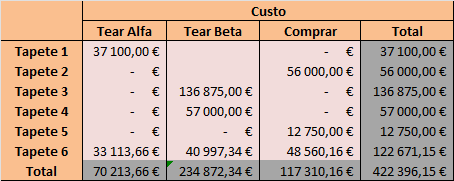 Custo
Tear Alfa Tear Beta Comprar Total
Tapete 1 37 100,00 € - € 37 100,00 €
Tapete 2 - € 56 000,00 € 56 000,00 €
Tapete 3 - € 136 875,00 € - € 136 875,00 €
Tapete 4 - € 57 000,00 € - € 57 000,00 €
Tapete 5 - € - € 12 750,00 € 12 750,00 €
Tapete 6 33 113,66 € 40 997,34 € 48 560,16 € 122 671,15 €
Total 70 213,66 € 234 872,34 € 117 310,16 € 422 396,15 €